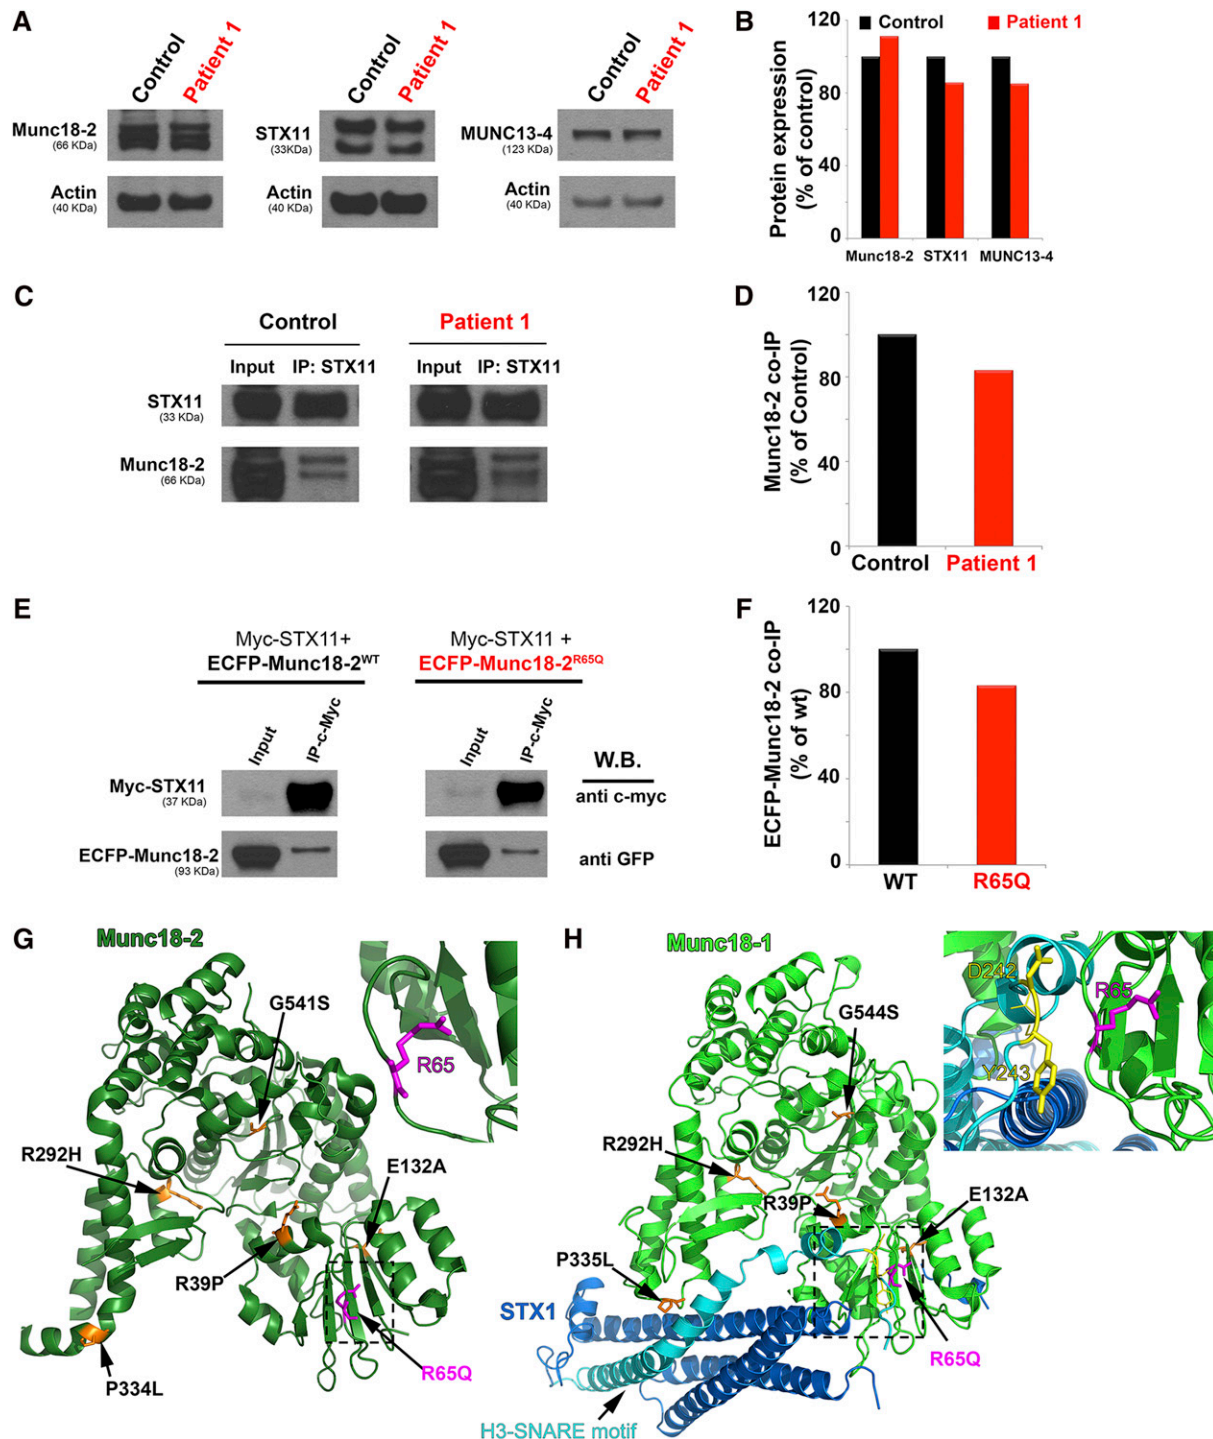 A
Control
Patient 1
Munc18-2
(66 KDa)
Actin
(40 KDa)
Control
Patient 1
STX11
(33KDa)
Actin
(40 KDa)
Control
Patient 1
MUNC13-4
(123 KDa)
Actin
(40 KDa)
B
Control
Patient 1
Protein expression
(% of control)
120
80
40
0
Munc18-2
STX11
MUNC13-4
C
Control
Patient 1
Input
IP: STX11
Input
IP: STX11
STX11
(33 KDa)
Munc18-2
(66 KDa)
D
Munc18-2 co-IP
(% of Control)
120
80
40
0
Control
Patient 1
E
Myc-STX11+
ECFP-Munc18-2WT
Myc-STX11 +
ECFP-Munc18-2R65Q
Input
IP-c-Myc
Input
IP-c-Myc
W.B.
Myc-STX11
(37 KDa)
anti c-myc
ECFP-Munc18-2
(93 KDa)
anti GFP
F
ECFP-Munc18-2 co-IP
(% of wt)
120
80
40
0
WT
R65Q
G
Munc18-2
G541S
R65
R292H
E132A
R39P
P334L
R65Q
H
Munc18-1
D242
R65
Y243
G544S
R292H
R39P
E132A
P335L
STX1
R65Q
H3-SNARE motif